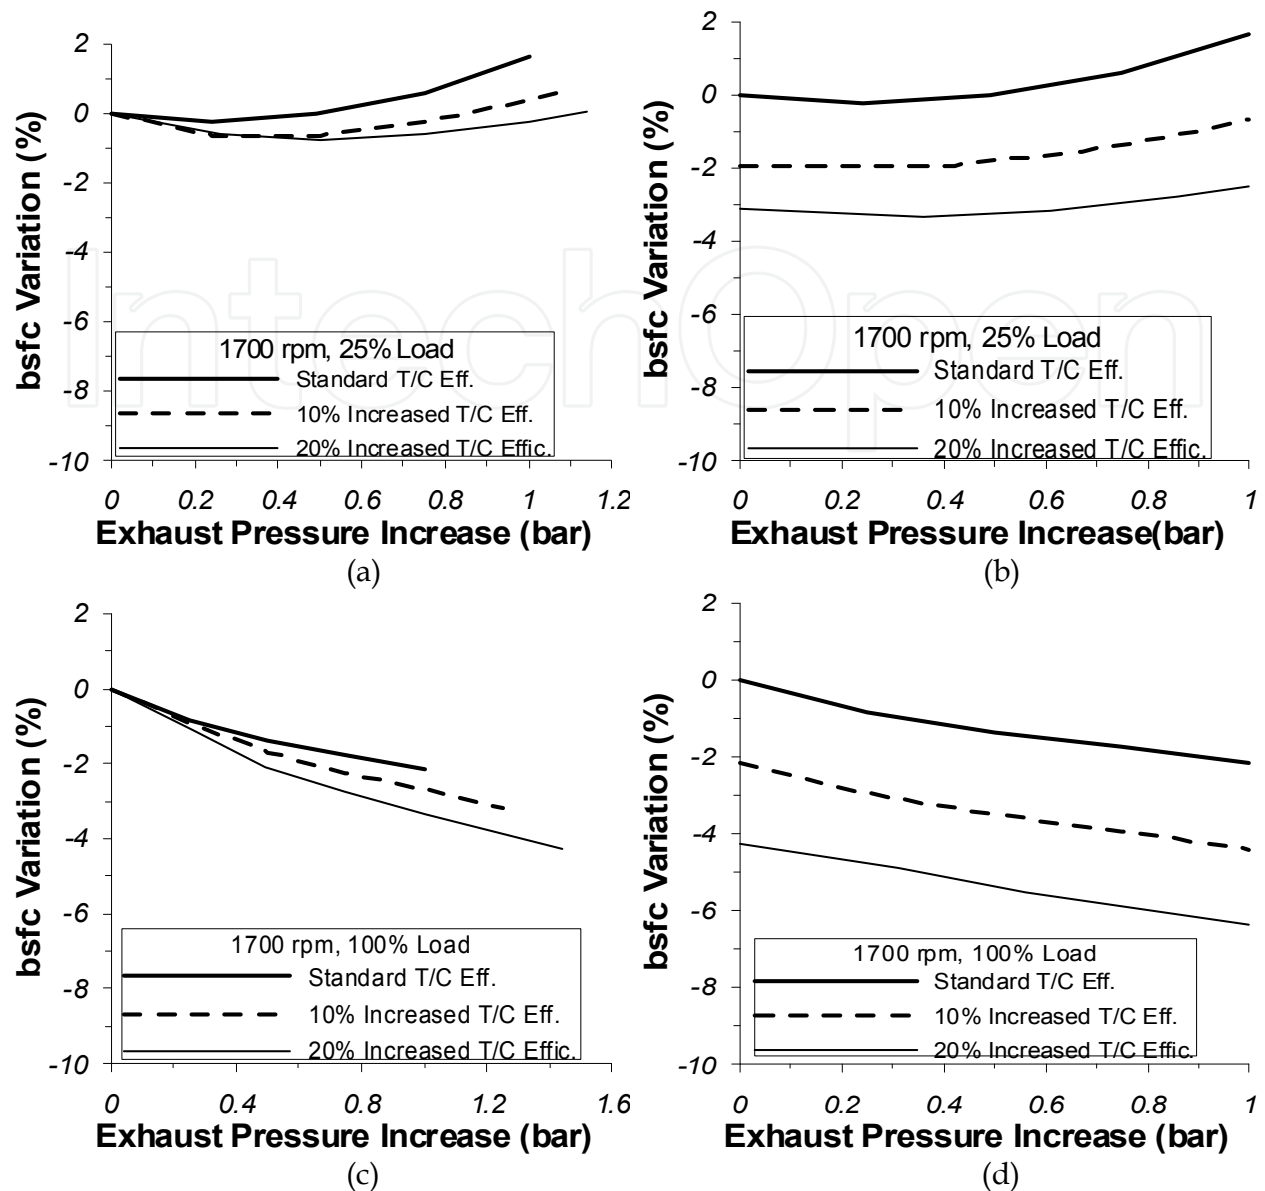 2
0
-2
-4
-6
-8
-10
bsfc Variation (%)
1700 rpm, 25% Load
Standard T/C Eff.
10% Increased T/C Eff.
20% Increased T/C Effic.
0 0.2 0.4 0.6 0.8 1 1.2
Exhaust Pressure Increase (bar)
(a)
2
0
-2
-4
-6
-8
-10
bsfc Variation (%)
1700 rpm, 25% Load
Standard T/C Eff.
10% Increased T/C Eff.
20% Increased T/C Effic.
0 0.2 0.4 0.6 0.8 1
Exhaust Pressure Increase(bar)
(b)
IntechOpen
2
0
-2
-4
-6
-8
-10
bsfc Variation (%)
1700 rpm, 100% Load
Standard T/C Eff.
10% Increased T/C Eff.
20% Increased T/C Effic.
0 0.4 0.8 1.2 1.6
Exhaust Pressure Increase (bar)
(c)
2
0
-2
-4
-6
-8
-10
bsfc Variation (%)
1700 rpm, 100% Load
Standard T/C Eff.
10% Increased T/C Eff.
20% Increased T/C Effic.
0 0.2 0.4 0.6 0.8 1
Exhaust Pressure Increase (bar)
(d)